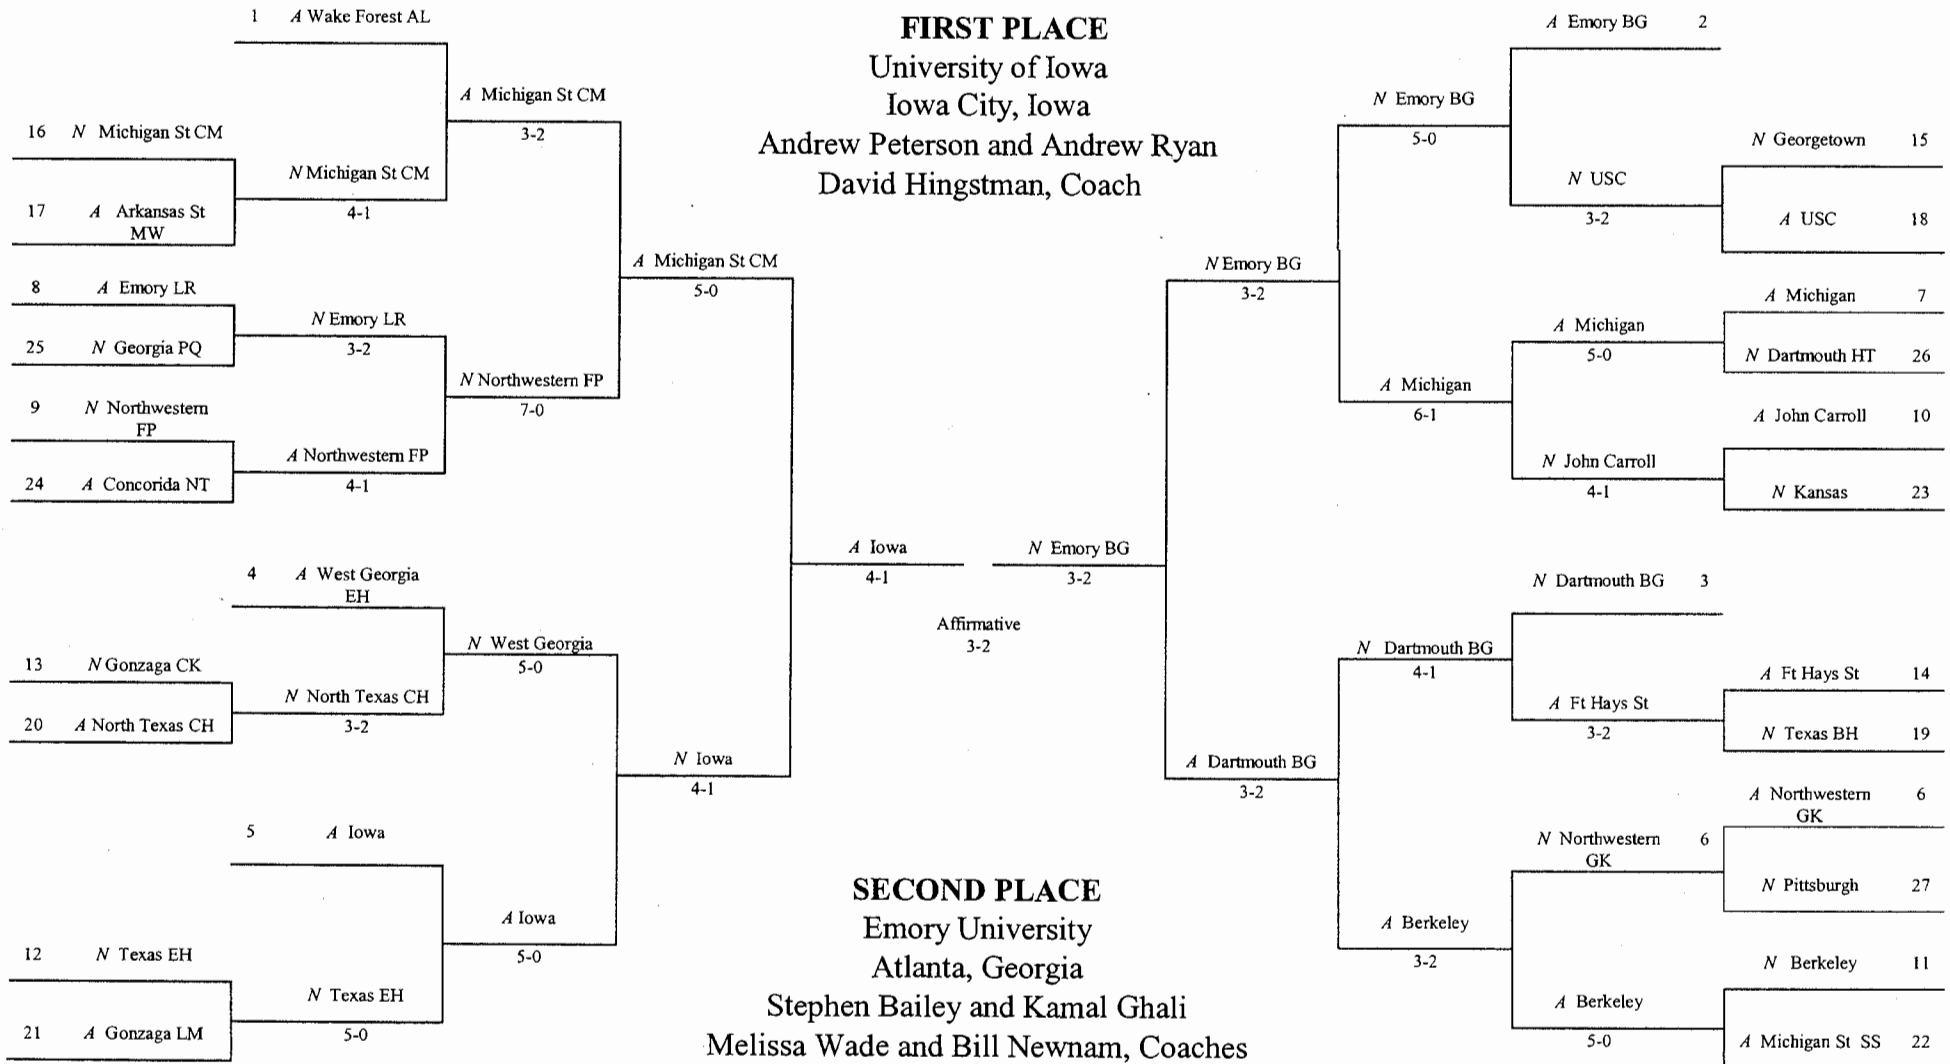 1 A Wake Forest AL
A Michigan St CM
3-2
16 N Michigan St CM
N Michigan St CM
4-1
17 A Arkansas St
MW
A Michigan St CM
5-0
8 A Emory LR
N Emory LR
3-2
25 N Georgia PQ
N Northwestern FP
7-0
9 N Northwestern
FP
A Northwestern FP
4-1
24 A Concorida NT
A Iowa
4-1
4 A West Georgia
EH
N West Georgia
5-0
13 N Gonzaga CK
N North Texas CH
3-2
20 A North Texas CH
N Iowa
4-1
5 A Iowa
A Iowa
5-0
12 N Texas EH
N Texas EH
5-0
21 A Gonzaga LM
FIRST PLACE
University of Iowa
Iowa City, Iowa
Andrew Peterson and Andrew Ryan
David Hingstman, Coach
Affirmative
3-2
SECOND PLACE
Emory University
Atlanta, Georgia
Stephen Bailey and Kamal Ghali
Melissa Wade and Bill Newnam, Coaches
A Emory BG 2
N Emory BG
5-0
N Georgetown 15
N USC
3-2
A USC 18
N Emory BG
3-2
A Michigan 7
A Michigan
5-0
N Dartmouth HT 26
A Michigan
6-1
A John Carroll 10
N John Carroll
4-1
N Kansas 23
N Emory BG
3-2
N Dartmouth BG 3
N Dartmouth BG
4-1
A Ft Hays St 14
A Ft Hays St
3-2
N Texas BH 19
A Dartmouth BG
3-2
A Northwestern 6
GK
N Northwestern 6
GK
N Pittsburgh 27
A Berkeley
3-2
N Berkeley 11
A Berkeley
5-0
A Michigan St SS 22